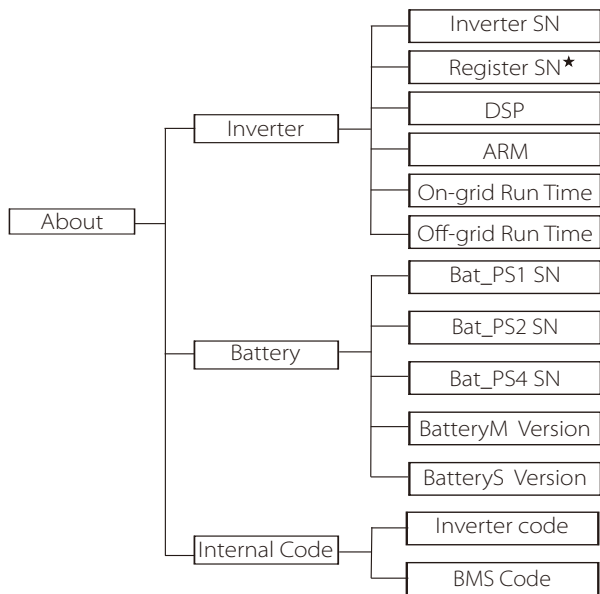 About
Inverter
Inverter SN
Register SN★
DSP
ARM
On-grid Run Time
Off-grid Run Time
Battery
Bat_PS1 SN
Bat_PS2 SN
Bat_PS4 SN
BatteryM Version
BatteryS Version
Internal Code
Inverter code
BMS Code